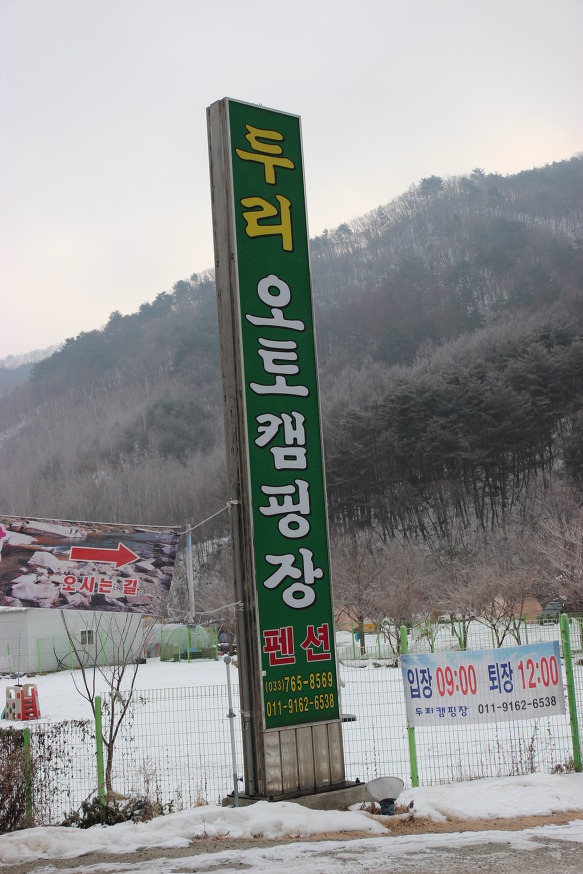 두리 오토캠핑장
펜션
(033)765-8569
011-9162-6538
오시는 길
입장 09:00 퇴장 12:00
두리캠핑장 011-9162-6538